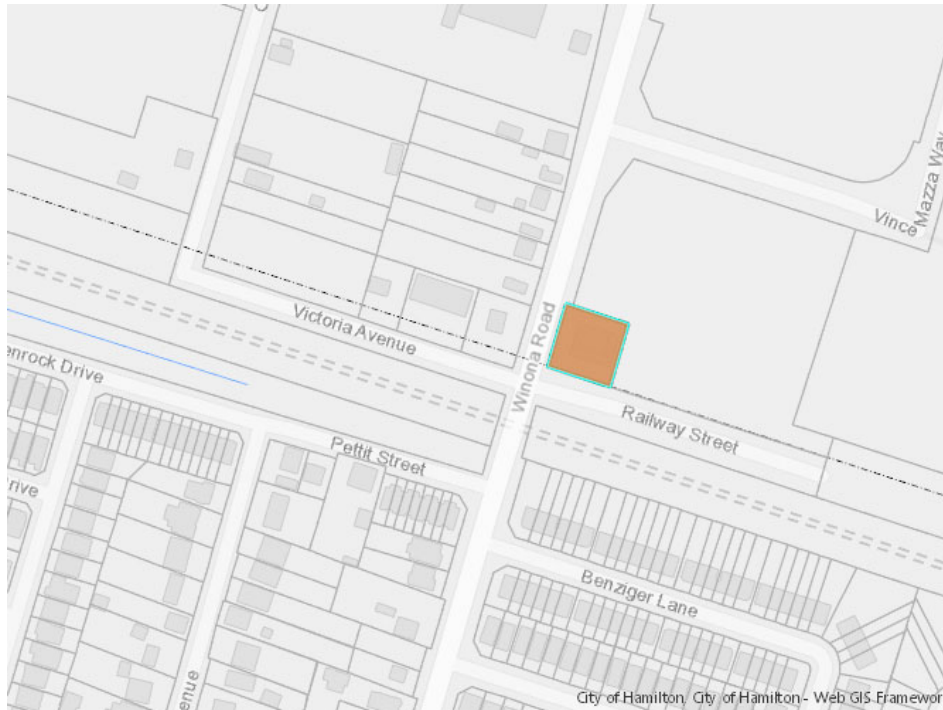 Vince
Mazza Way
Winona Road
Victoria Avenue
enrock Drive
Railway Street
Pettit Street
rive
Benziger Lane
enue
City of Hamilton, City of Hamilton - Web GIS Framewor